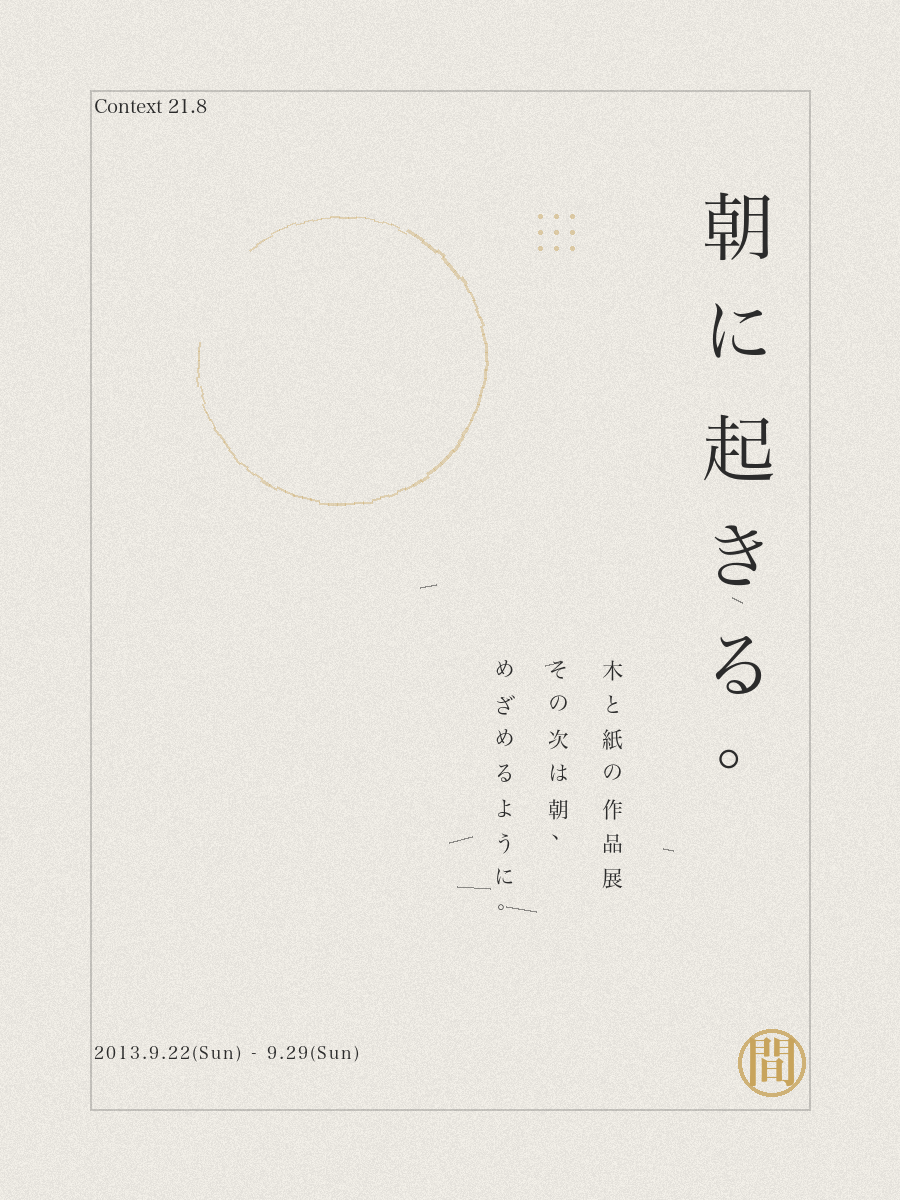 Context 21.8
朝に起きる。
木と紙の作品展
その次は朝、
めざめるように。
2013.9.22(Sun) - 9.29(Sun)
間